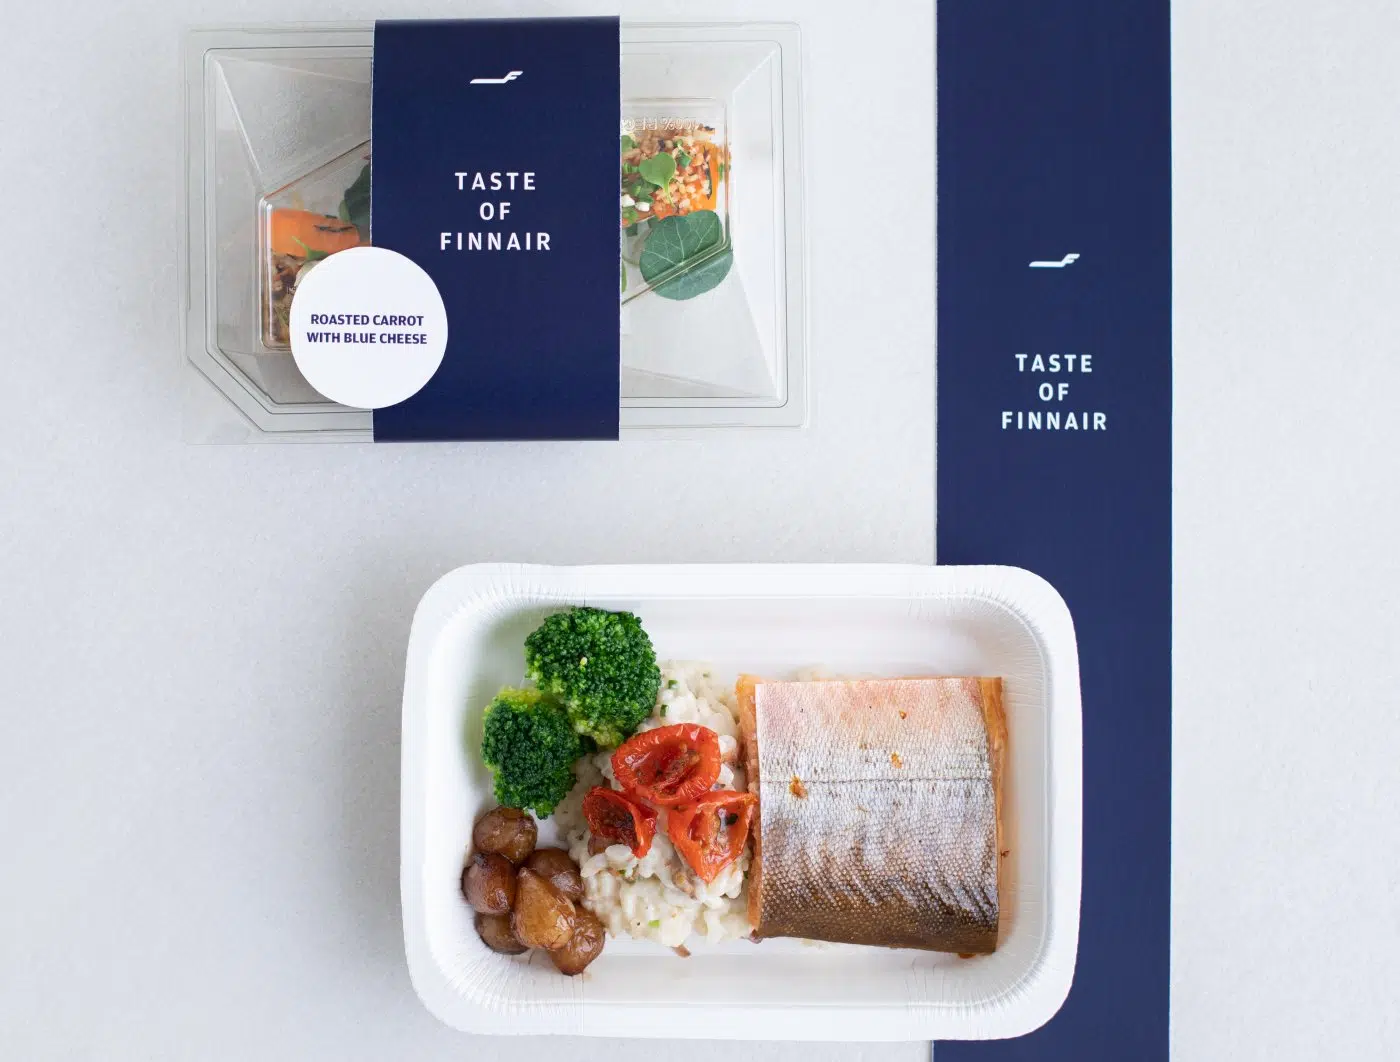 TASTE
OF
FINNAIR
ROASTED CARROT
WITH BLUE CHEESE
TASTE
OF
FINNAIR